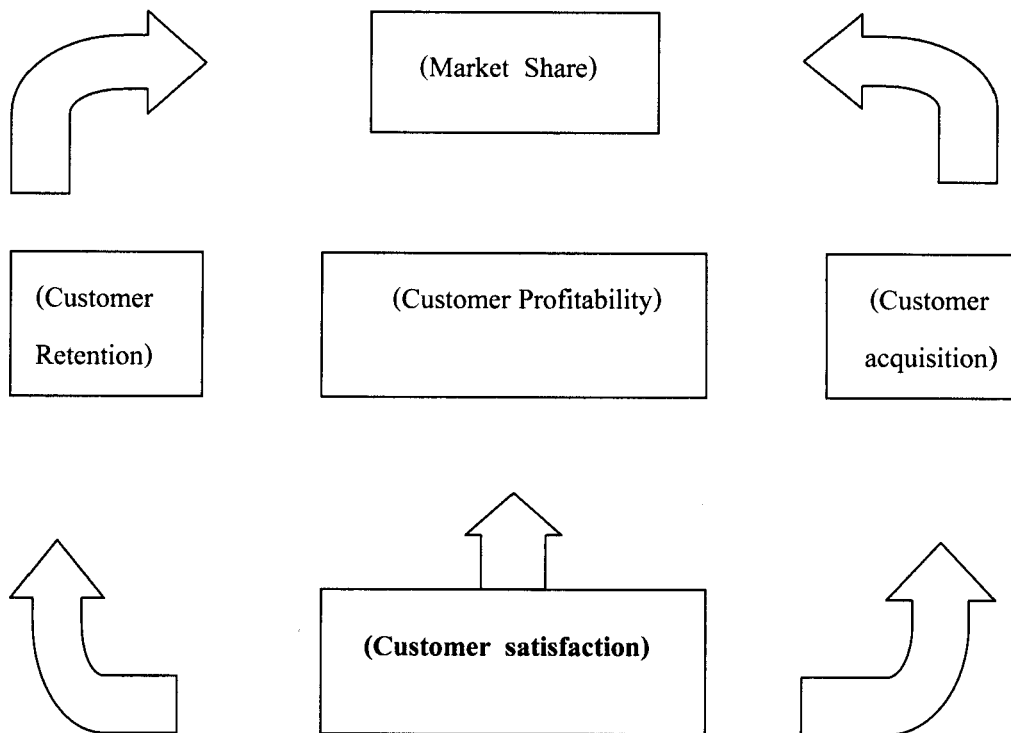 (Market Share)
(Customer
Retention)
(Customer Profitability)
(Customer
acquisition)
(Customer satisfaction)